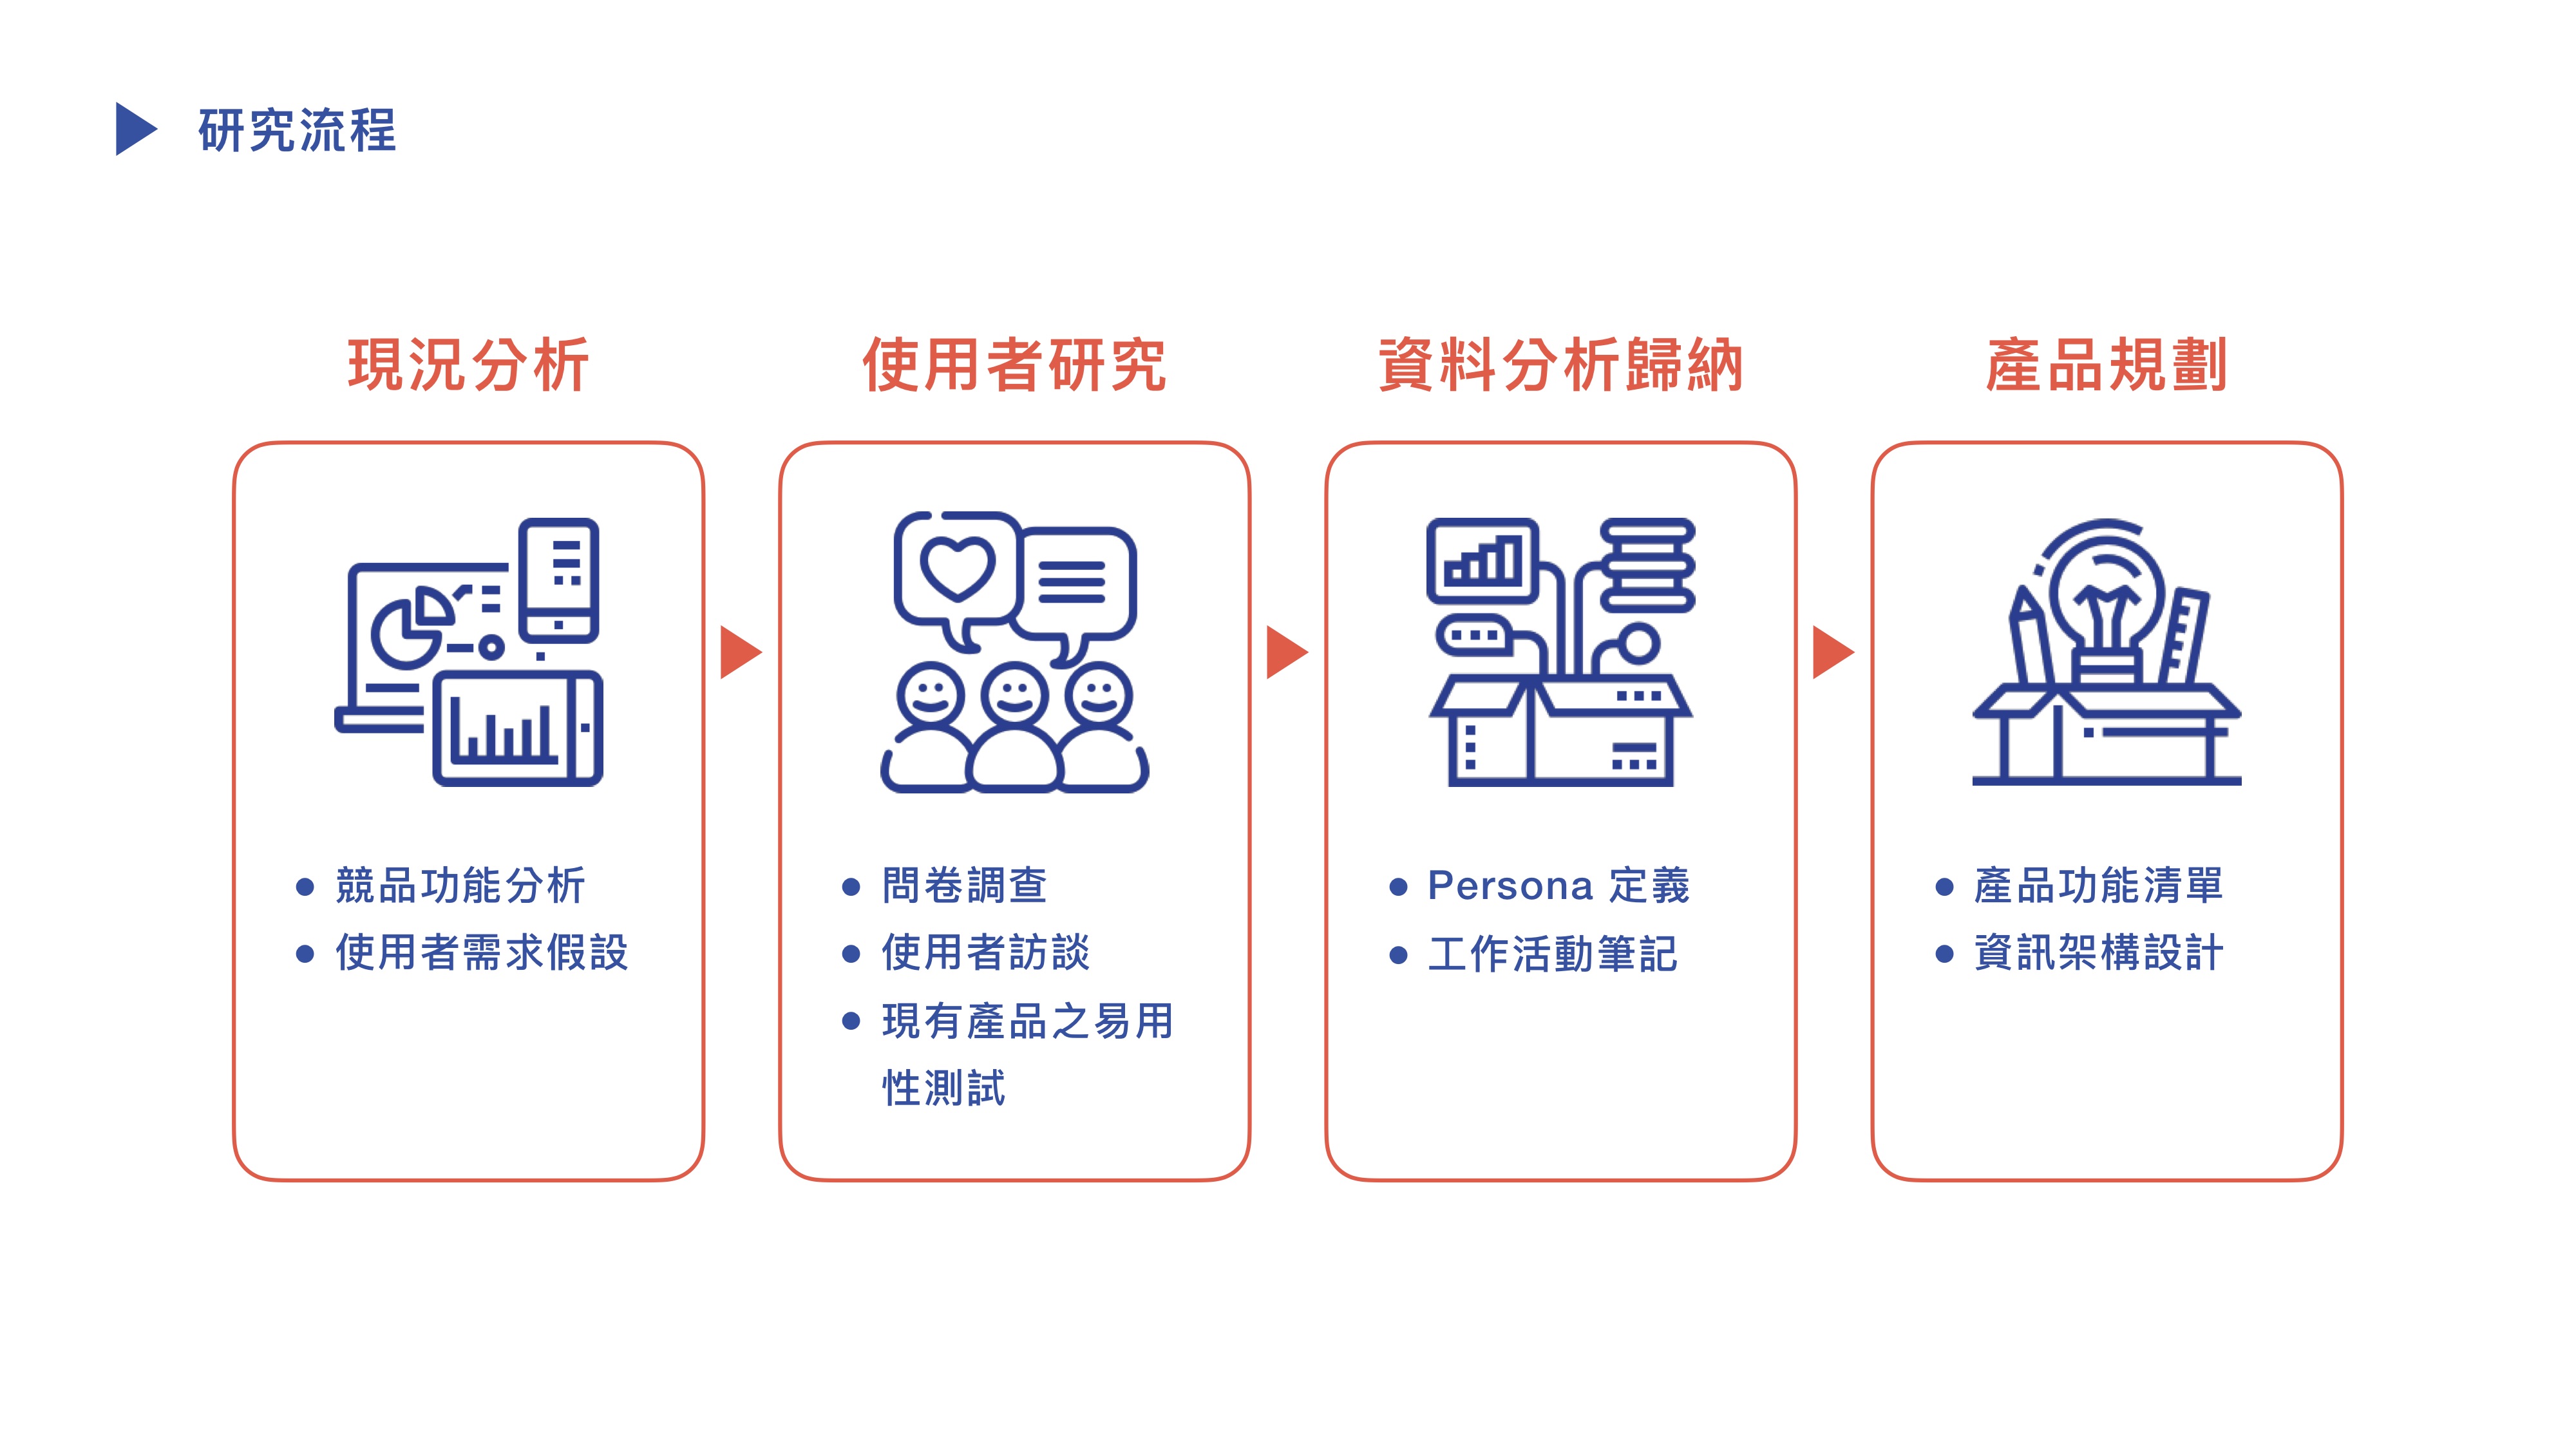 研究流程
現況分析
● 競品功能分析
● 使用者需求假設
使用者研究
● 問卷調查
● 使用者訪談
● 現有產品之易用
性測試
資料分析歸納
● Persona 定義
● 工作活動筆記
產品規劃
● 產品功能清單
● 資訊架構設計